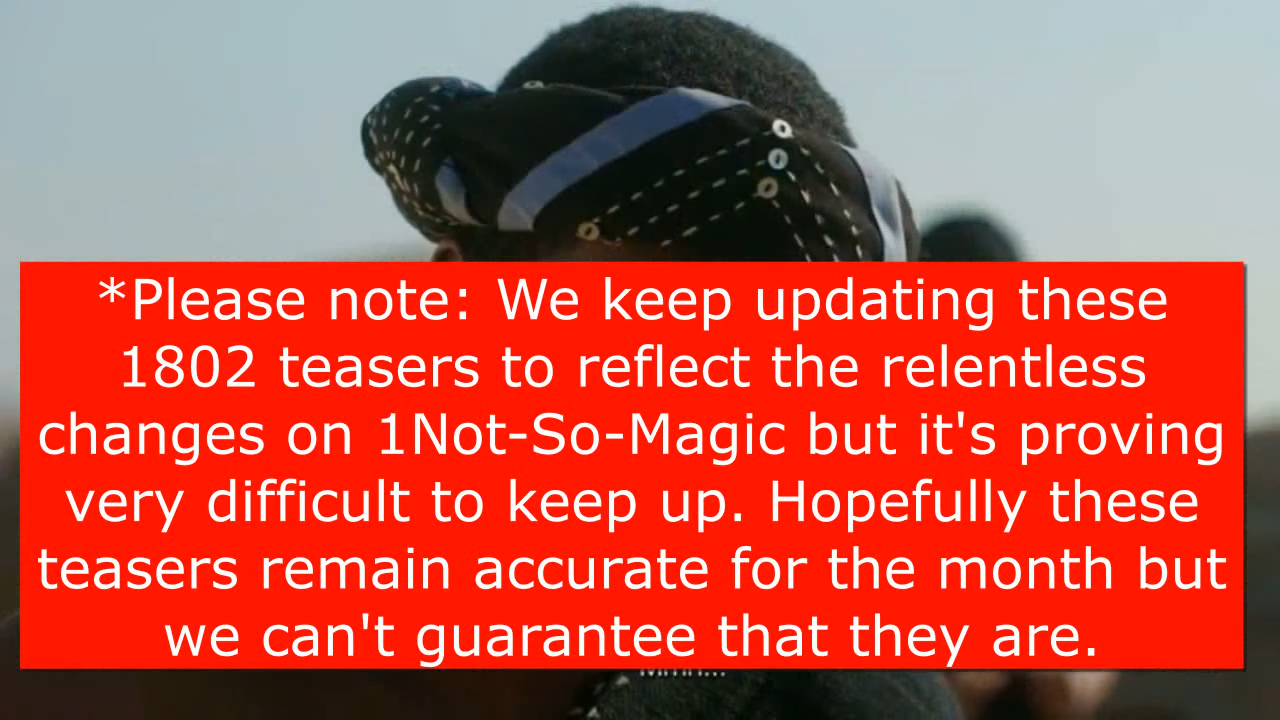 *Please note: We keep updating these
1802 teasers to reflect the relentless
changes on 1Not-So-Magic but it's proving
very difficult to keep up. Hopefully these
teasers remain accurate for the month but
we can't guarantee that they are.